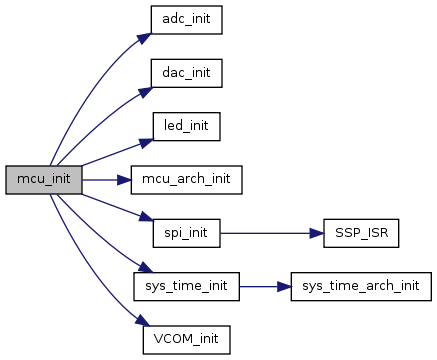 adc_init
dac_init
led_init
mcu_init
mcu_arch_init
spi_init
SSP_ISR
sys_time_init
sys_time_arch_init
VCOM_init